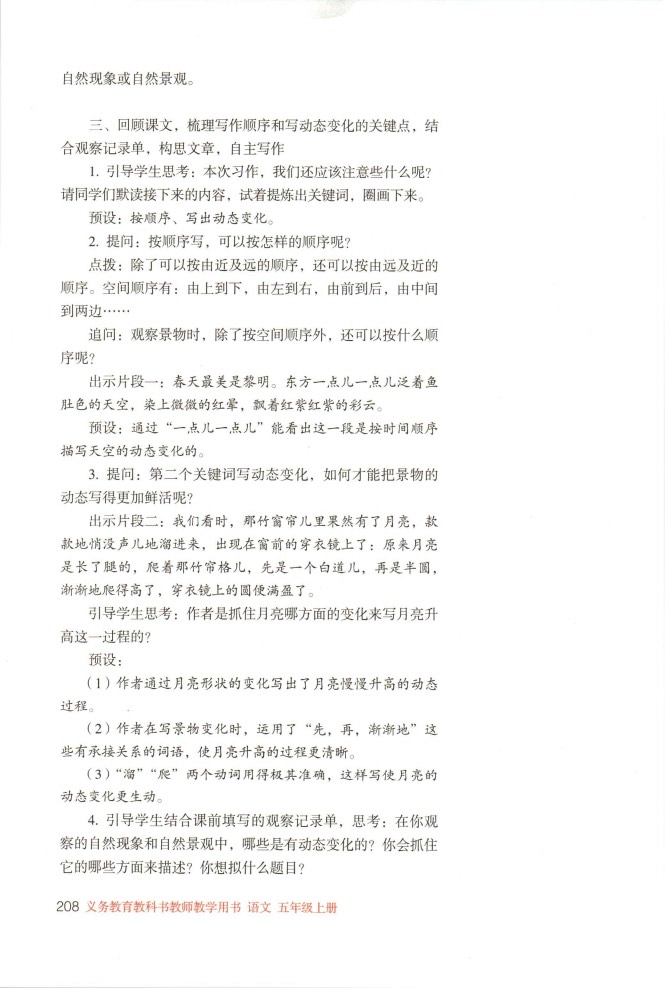 自然现象或自然景观。
三、回顾课文，梳理写作顺序和写动态变化的关键点，结
合观察记录单，构思文章，自主写作
1. 引导学生思考：本次习作，我们还应该注意些什么呢？
请同学们默读接下来的内容，试着提炼出关键词，圈画下来。
预设：按顺序、写出动态变化。
2. 提问：按顺序写，可以按怎样的顺序呢？
点拨：除了可以按由近及远的顺序，还可以按由远及近的
顺序。空间顺序有：由上到下，由左到右，由前到后，由中间
到两边……
追问：观察景物时，除了按空间顺序外，还可以按什么顺
序呢？
出示片段一：春天最美是黎明。东方一点儿一点儿泛着鱼
肚色的天空，染上微微的红晕，飘着红紫红紫的彩云。
预设：通过“一点儿一点儿”能看出这一段是按时间顺序
描写天空的动态变化的。
3. 提问：第二个关键词写动态变化，如何才能把景物的
动态写得更加鲜活呢？
出示片段二：我们看时，那竹窗帘儿里果然有了月亮，款
款地悄没声儿地溜进来，出现在窗前的穿衣镜上了：原来月亮
是长了腿的，爬着那竹帘格儿，先是一个白道儿，再是半圆，
渐渐地爬得高了，穿衣镜上的圆便满盈了。
引导学生思考：作者是抓住月亮哪方面的变化来写月亮升
高这一过程的？
预设：
（1）作者通过月亮形状的变化写出了月亮慢慢升高的动态
过程。
（2）作者在写景物变化时，运用了“先，再，渐渐地”这
些有承接关系的词语，使月亮升高的过程更清晰。
（3）“溜”“爬”两个动词用得极其准确，这样写使月亮的
动态变化更生动。
4. 引导学生结合课前填写的观察记录单，思考：在你观
察的自然现象和自然景观中，哪些是有动态变化的？你会抓住
它的哪些方面来描述？你想拟什么题目？
208 义务教育教科书教师教学用书 语文 五年级上册